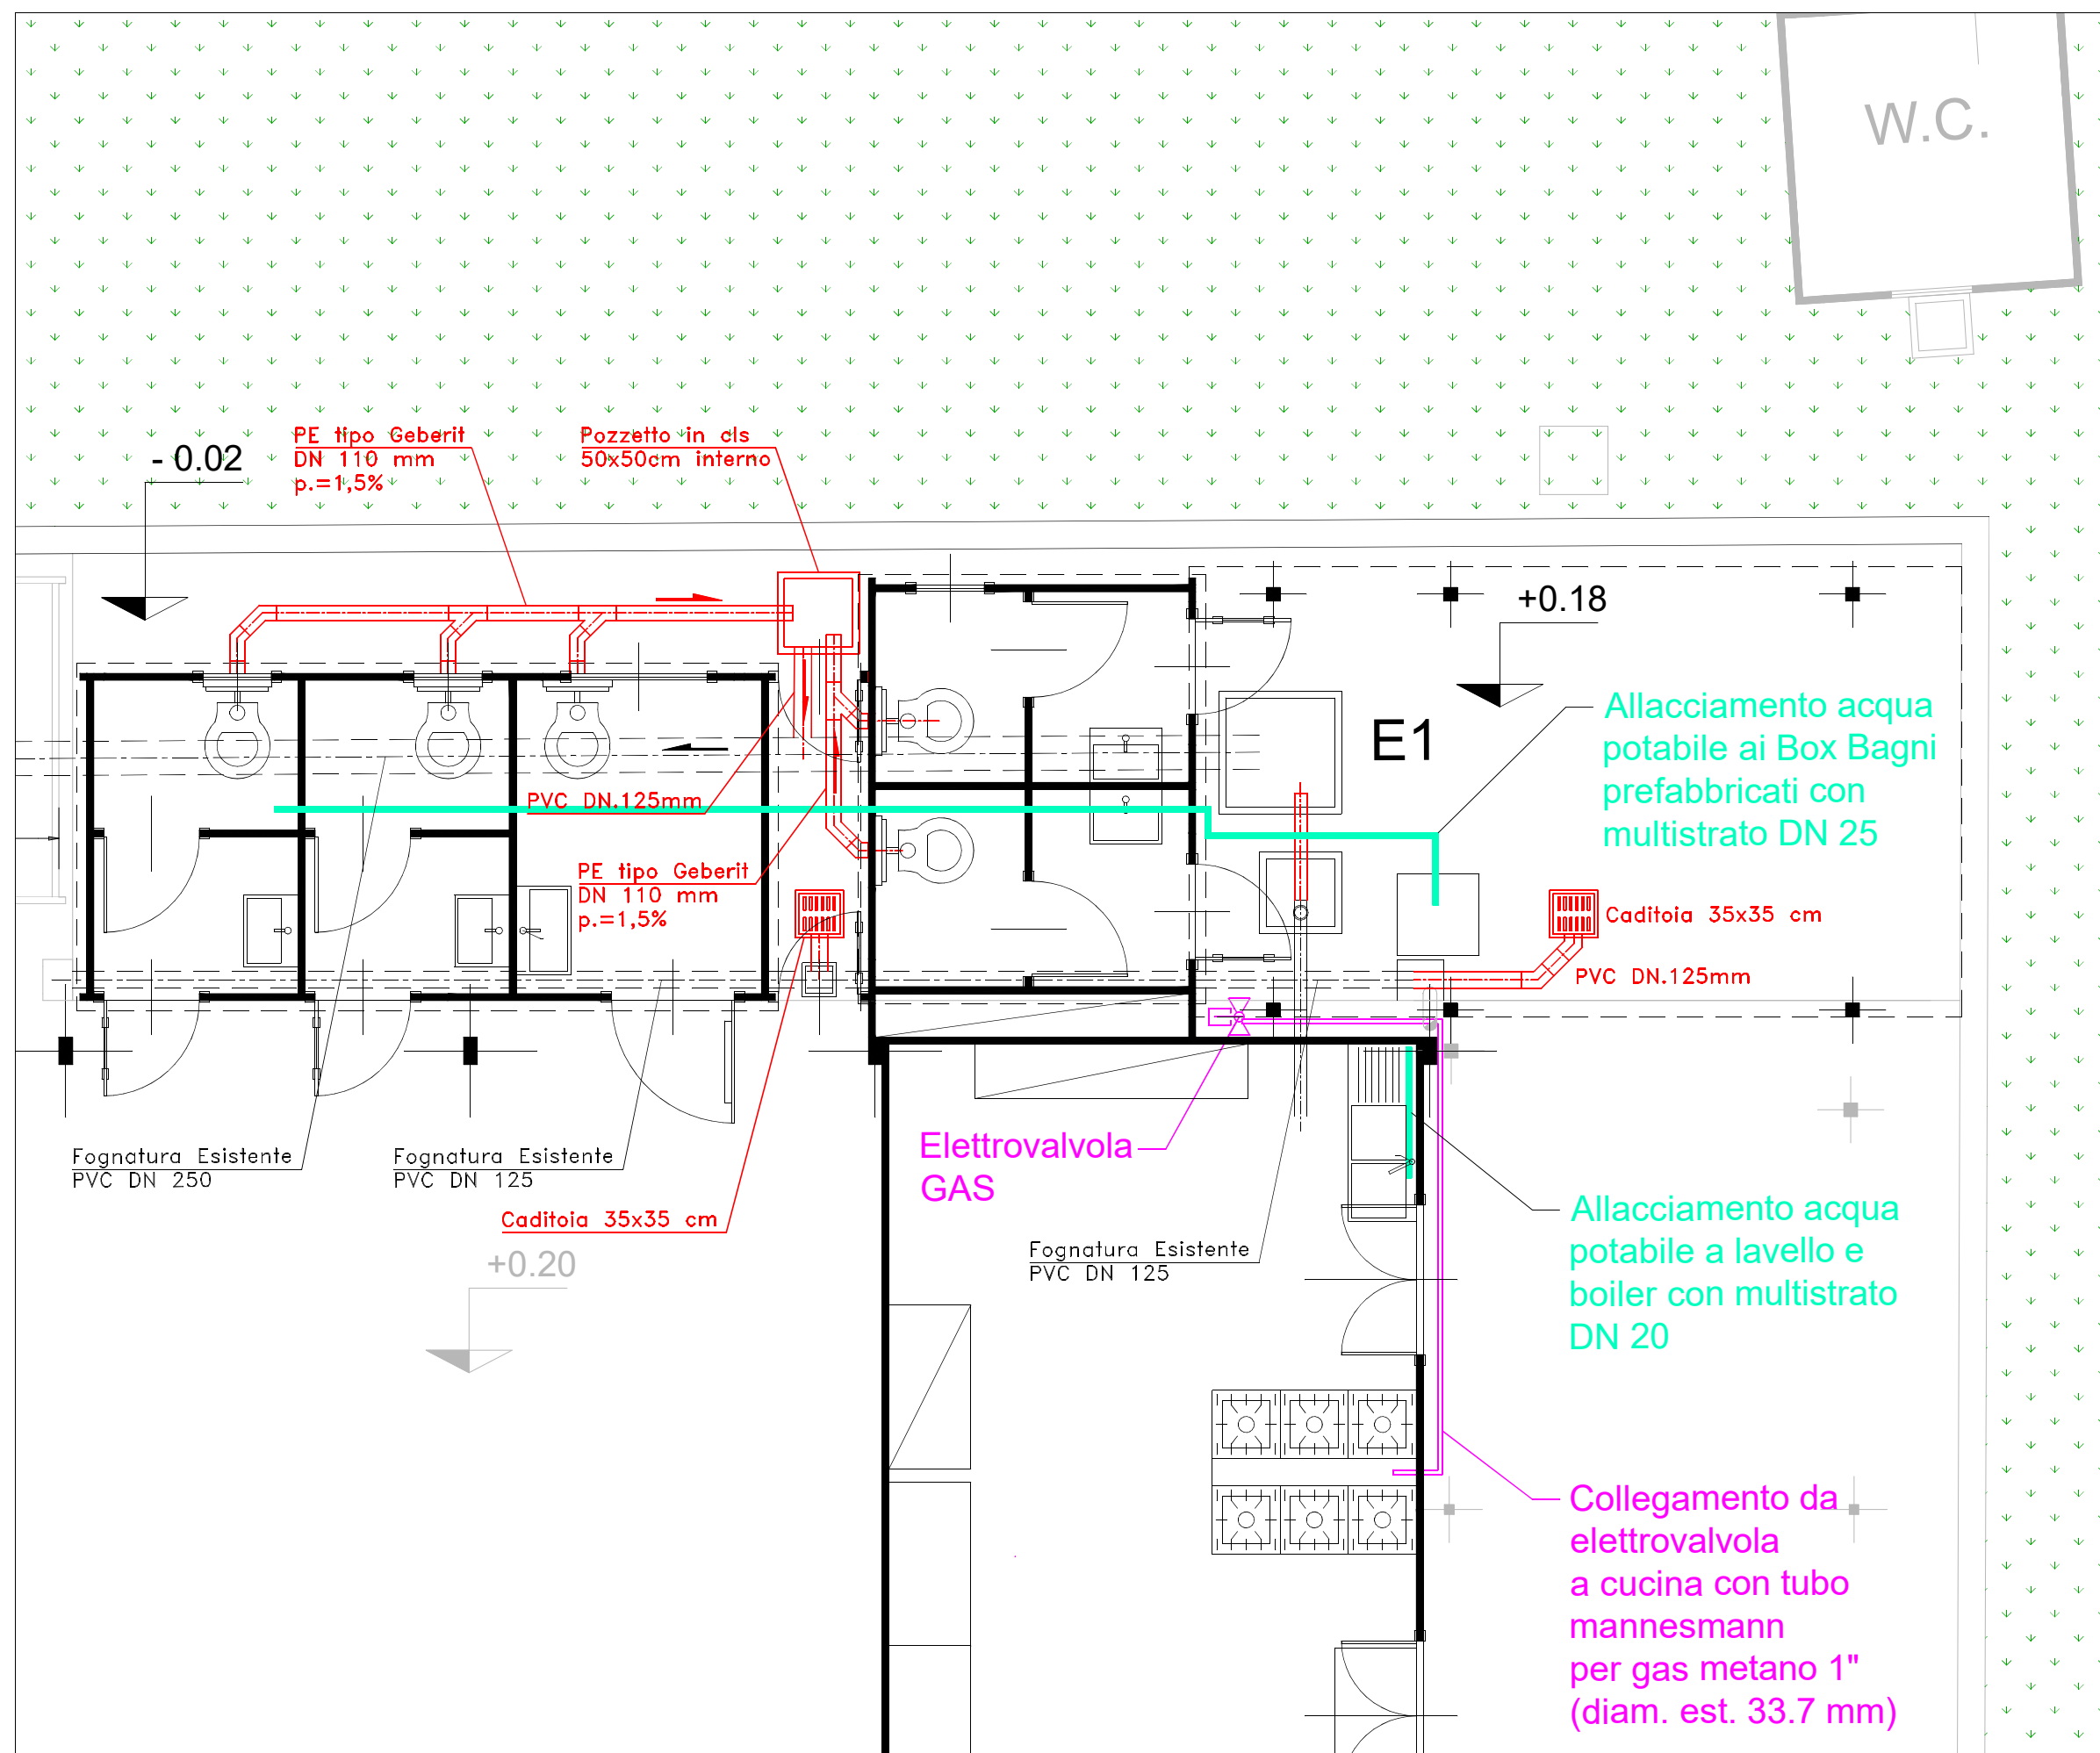 W.C.
PE tipo Geberit
DN 110 mm
p.=1,5%
Pozzetto in cls
50x50cm interno
- 0.02
+0.18
E1
Allacciamento acqua
potabile ai Box Bagni
prefabbricati con
multistrato DN 25
PVC DN.125mm
PE tipo Geberit
DN 110 mm
p.=1,5%
Caditoia 35x35 cm
PVC DN.125mm
Elettrovalvola
GAS
Fognatura Esistente
PVC DN 250
Fognatura Esistente
PVC DN 125
Caditoia 35x35 cm
+0.20
Fognatura Esistente
PVC DN 125
Allacciamento acqua
potabile a lavello e
boiler con multistrato
DN 20
Collegamento da
elettrovalvola
a cucina con tubo
mannesmann
per gas metano 1"
(diam. est. 33.7 mm)